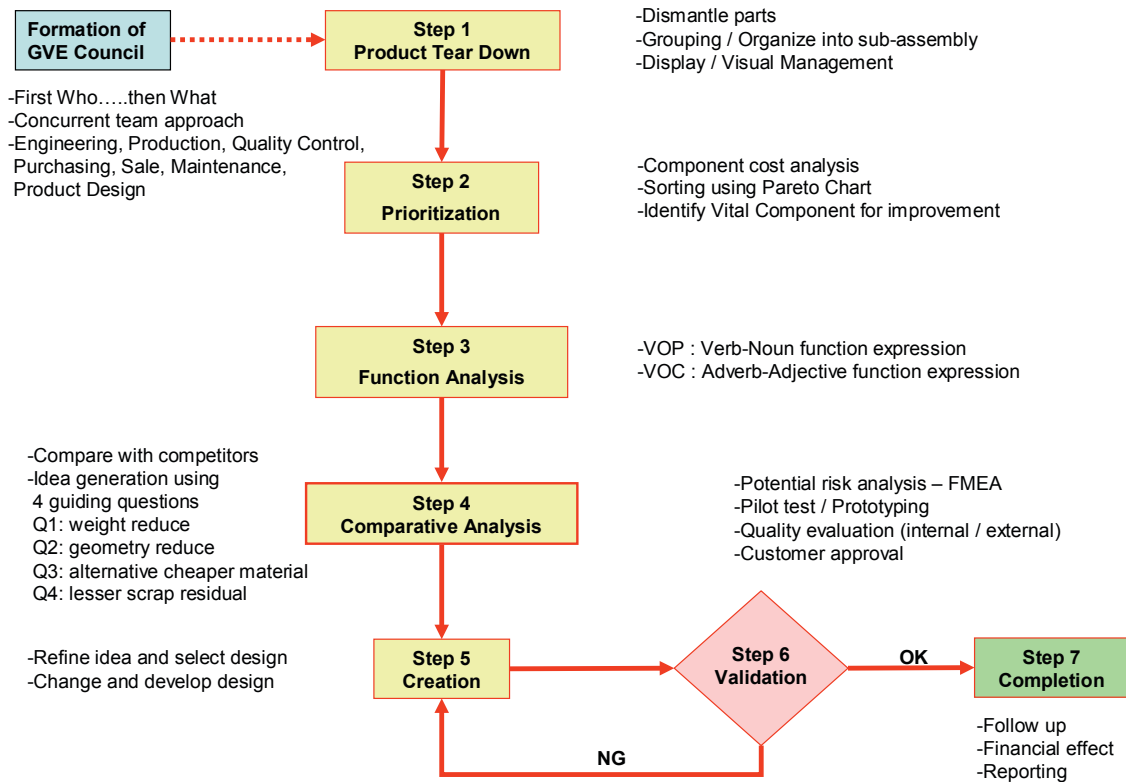 Formation of
GVE Council
-First Who…..then What
-Concurrent team approach
-Engineering, Production, Quality Control,
Purchasing, Sale, Maintenance,
Product Design
Step 1
Product Tear Down
-Dismantle parts
-Grouping / Organize into sub-assembly
-Display / Visual Management
Step 2
Prioritization
-Component cost analysis
-Sorting using Pareto Chart
-Identify Vital Component for improvement
Step 3
Function Analysis
-VOP : Verb-Noun function expression
-VOC : Adverb-Adjective function expression
-Compare with competitors
-Idea generation using
4 guiding questions
Q1: weight reduce
Q2: geometry reduce
Q3: alternative cheaper material
Q4: lesser scrap residual
Step 4
Comparative Analysis
-Refine idea and select design
-Change and develop design
Step 5
Creation
-Potential risk analysis – FMEA
-Pilot test / Prototyping
-Quality evaluation (internal / external)
-Customer approval
Step 6
Validation
OK
NG
Step 7
Completion
-Follow up
-Financial effect
-Reporting